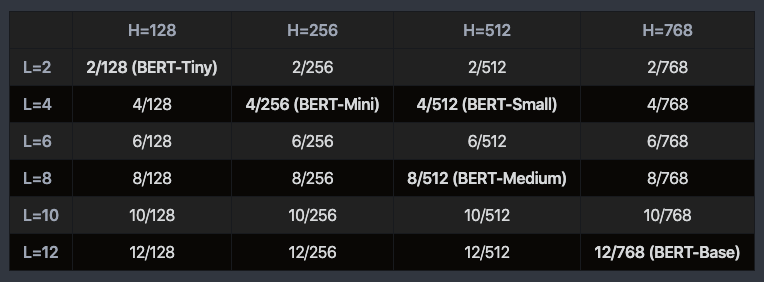 H=128 H=256 H=512 H=768
L=2 2/128 (BERT-Tiny) 2/256 2/512 2/768
L=4 4/128 4/256 (BERT-Mini) 4/512 (BERT-Small) 4/768
L=6 6/128 6/256 6/512 6/768
L=8 8/128 8/256 8/512 (BERT-Medium) 8/768
L=10 10/128 10/256 10/512 10/768
L=12 12/128 12/256 12/512 12/768 (BERT-Base)